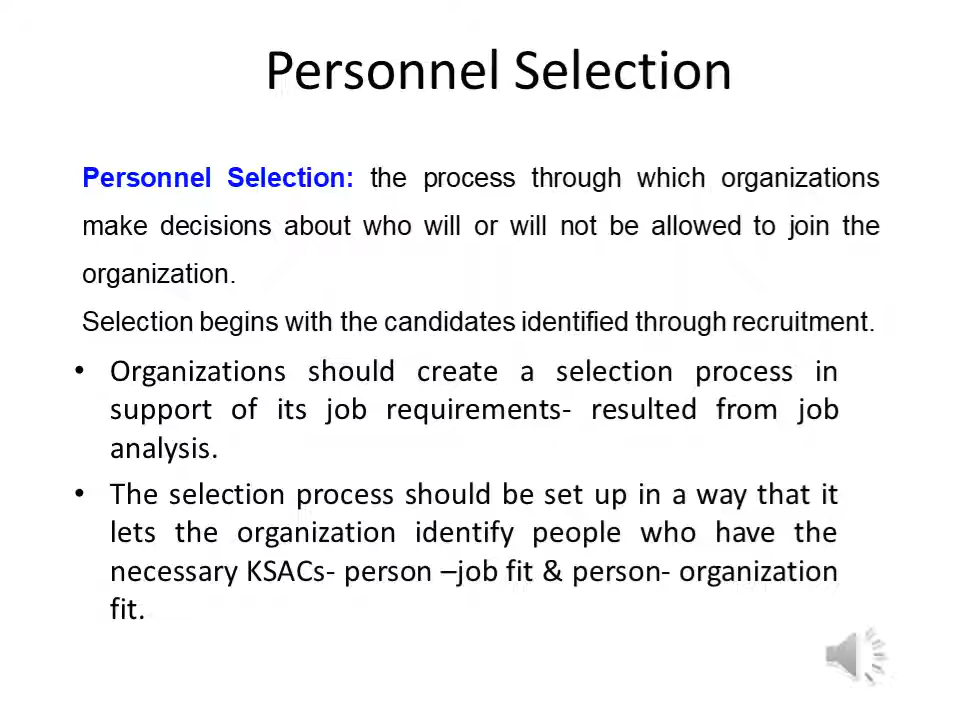 Personnel Selection
Personnel Selection: the process through which organizations
make decisions about who will or will not be allowed to join the
organization.
Selection begins with the candidates identified through recruitment.
• Organizations should create a selection process in
support of its job requirements- resulted from job
analysis.
• The selection process should be set up in a way that it
lets the organization identify people who have the
necessary KSACs- person –job fit & person- organization
fit.